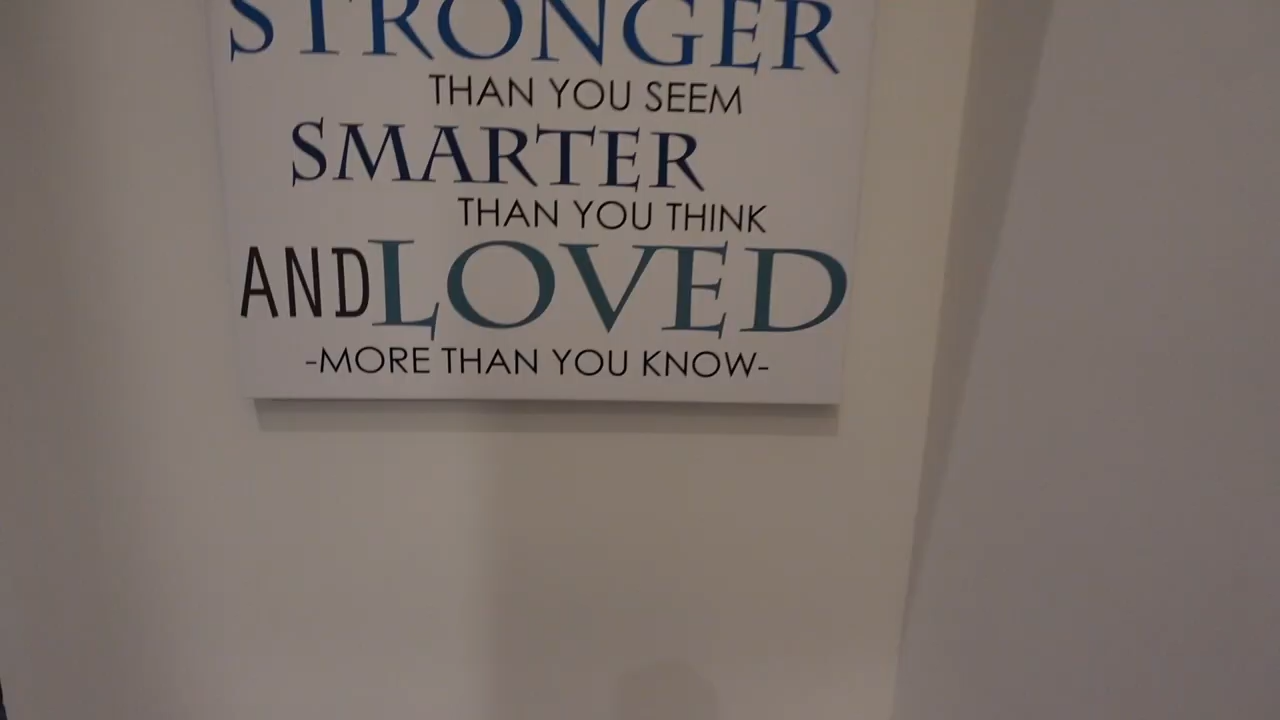 STRONGER
THAN YOU SEEM
SMARTER
THAN YOU THINK
AND LOVED
-MORE THAN YOU KNOW-